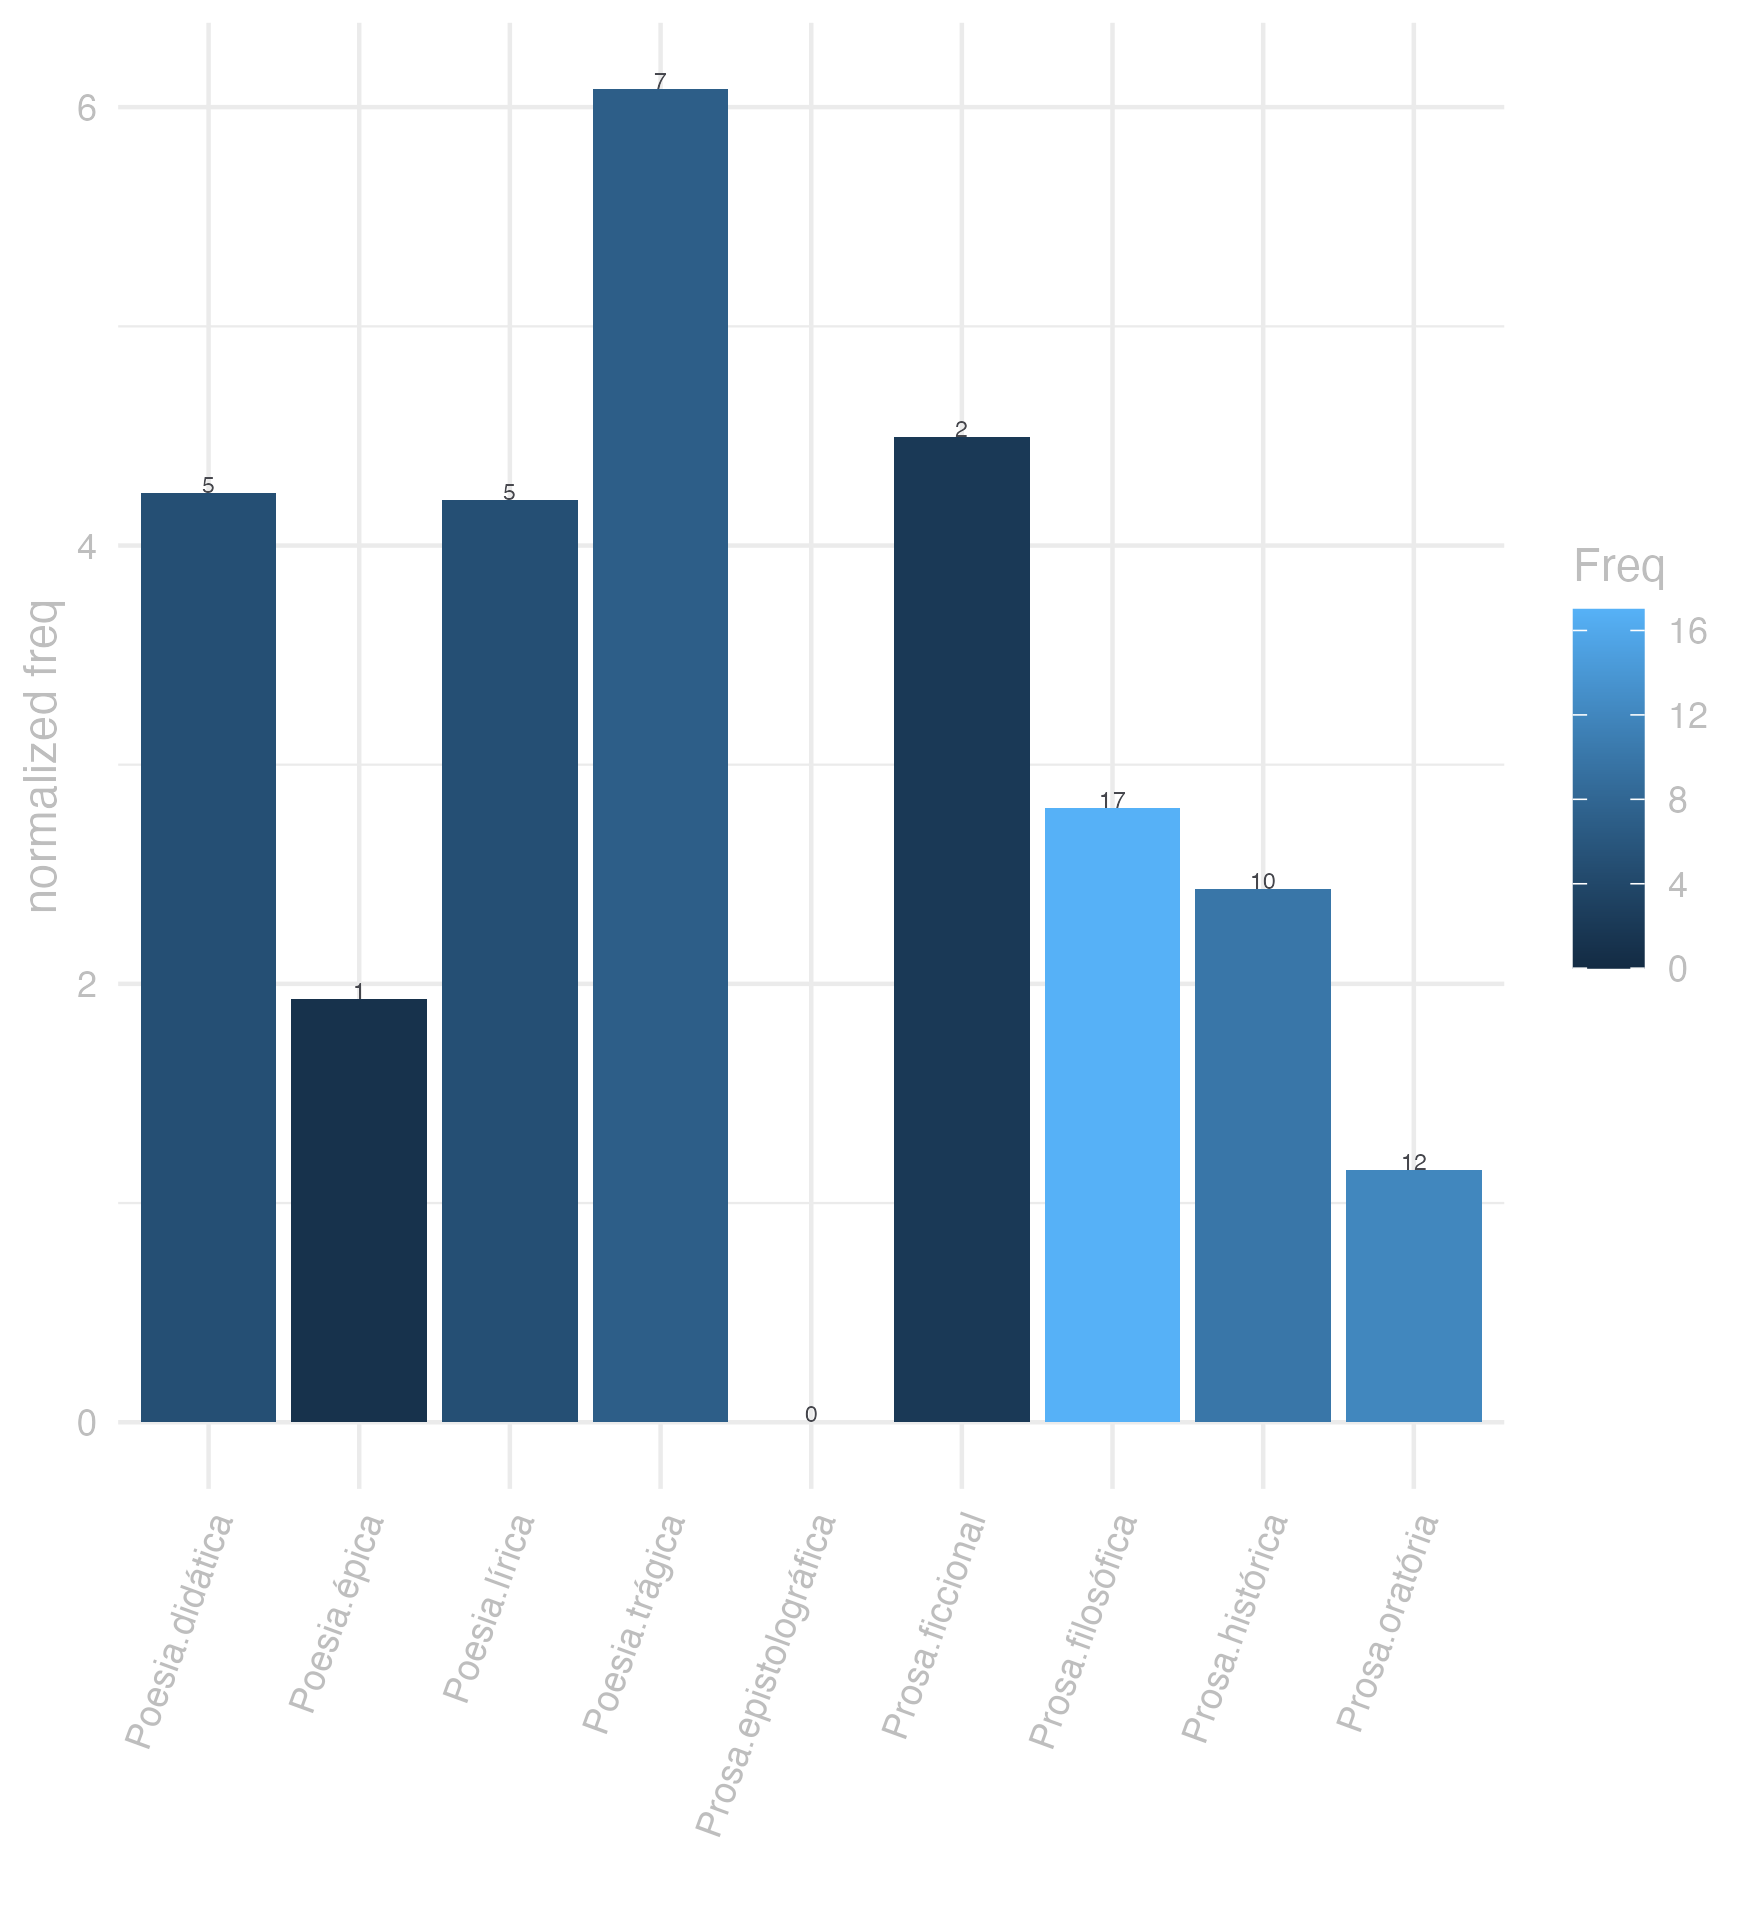 normalized freq
6
4
2
0
5
1
5
7
0
2
17
10
12
Poesia.didática
Poesia.épica
Poesia.lírica
Poesia.trágica
Prosa.epistolográfica
Prosa.ficcional
Prosa.filosófica
Prosa.histórica
Prosa.oratória
Freq
16
12
8
4
0